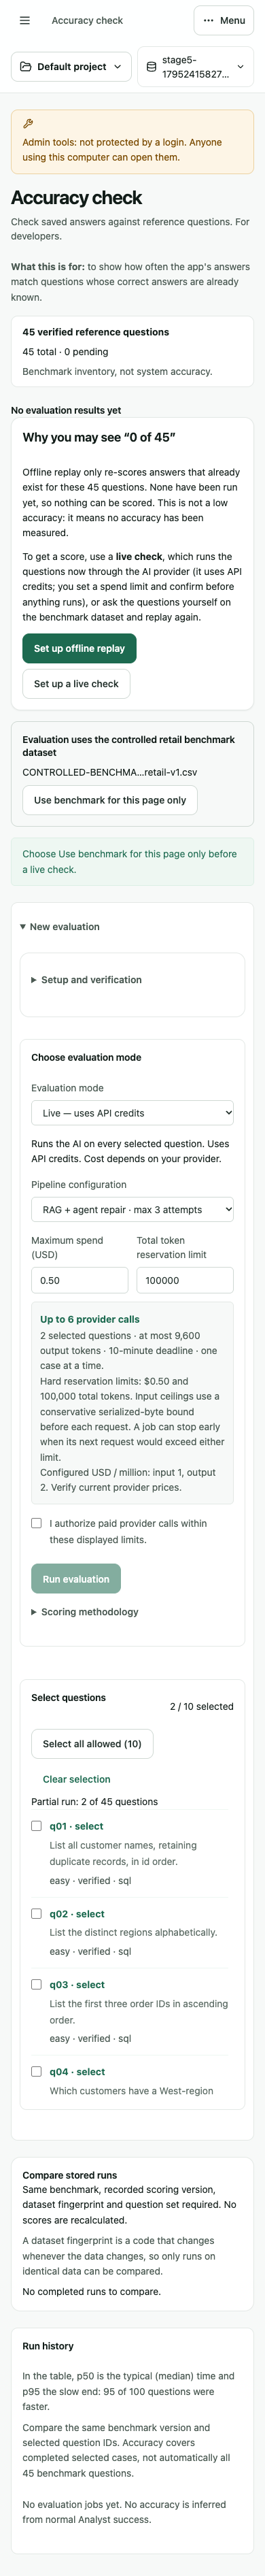 Accuracy check
Menu
Default project
stage5-
17952415827...
Admin tools: not protected by a login. Anyone
using this computer can open them.
Accuracy check
Check saved answers against reference questions. For
developers.
What this is for: to show how often the app's answers
match questions whose correct answers are already
known.
45 verified reference questions
45 total · 0 pending
Benchmark inventory, not system accuracy.
No evaluation results yet
Why you may see “0 of 45”
Offline replay only re-scores answers that already
exist for these 45 questions. None have been run
yet, so nothing can be scored. This is not a low
accuracy: it means no accuracy has been
measured.
To get a score, use a live check, which runs the
questions now through the AI provider (it uses API
credits; you set a spend limit and confirm before
anything runs), or ask the questions yourself on
the benchmark dataset and replay again.
Set up offline replay
Set up a live check
Evaluation uses the controlled retail benchmark
dataset
CONTROLLED-BENCHMA...retail-v1.csv
Use benchmark for this page only
Choose Use benchmark for this page only before
a live check.
▼ New evaluation
▶ Setup and verification
Choose evaluation mode
Evaluation mode
Live — uses API credits
Runs the AI on every selected question. Uses
API credits. Cost depends on your provider.
Pipeline configuration
RAG + agent repair · max 3 attempts
Maximum spend
(USD)
Total token
reservation limit
0.50
100000
Up to 6 provider calls
2 selected questions · at most 9,600
output tokens · 10-minute deadline · one
case at a time.
Hard reservation limits: $0.50 and
100,000 total tokens. Input ceilings use a
conservative serialized-byte bound
before each request. A job can stop early
when its next request would exceed either
limit.
Configured USD / million: input 1, output
2. Verify current provider prices.
I authorize paid provider calls within
these displayed limits.
Run evaluation
▶ Scoring methodology
Select questions
2 / 10 selected
Select all allowed (10)
Clear selection
Partial run: 2 of 45 questions
q01 · select
List all customer names, retaining
duplicate records, in id order.
easy · verified · sql
q02 · select
List the distinct regions alphabetically.
easy · verified · sql
q03 · select
List the first three order IDs in ascending
order.
easy · verified · sql
q04 · select
Which customers have a West-region
Compare stored runs
Same benchmark, recorded scoring version,
dataset fingerprint and question set required. No
scores are recalculated.
A dataset fingerprint is a code that changes
whenever the data changes, so only runs on
identical data can be compared.
No completed runs to compare.
Run history
In the table, p50 is the typical (median) time and
p95 the slow end: 95 of 100 questions were
faster.
Compare the same benchmark version and
selected question IDs. Accuracy covers
completed selected cases, not automatically all
45 benchmark questions.
No evaluation jobs yet. No accuracy is inferred
from normal Analyst success.